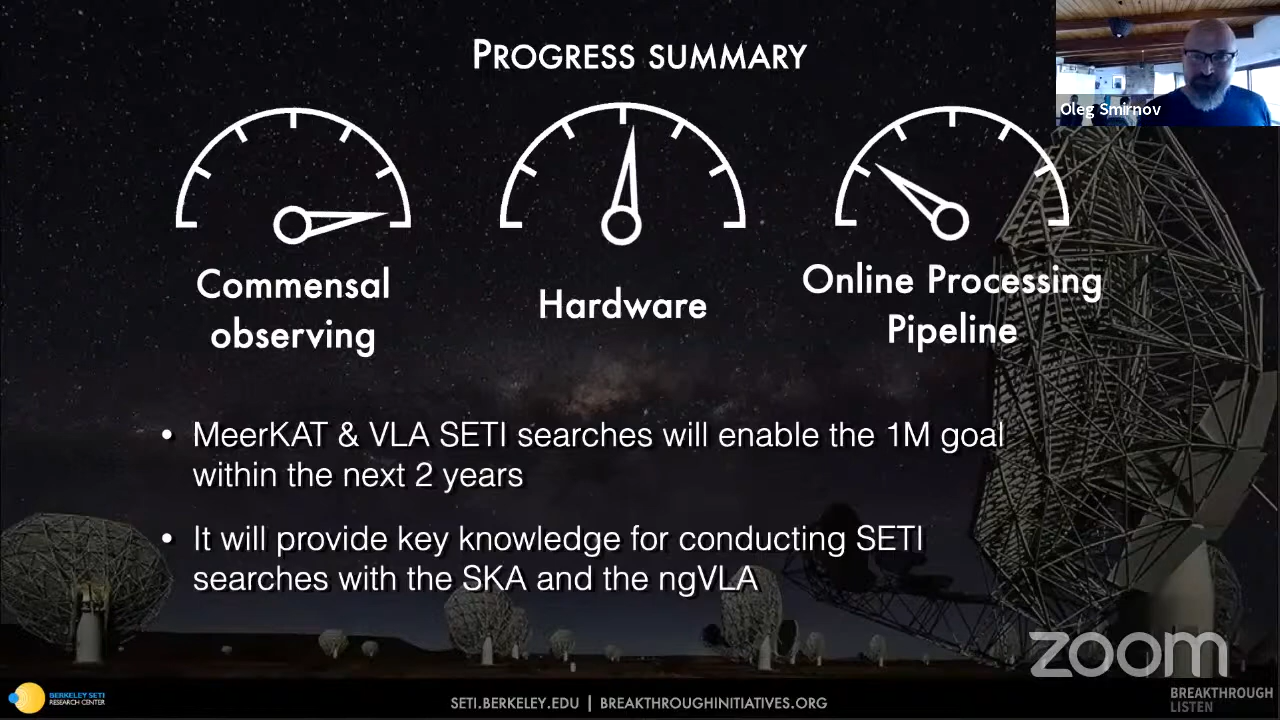 PROGRESS SUMMARY
Oleg Smirnov
Commensal
observing
Hardware
Online Processing
Pipeline
• MeerKAT & VLA SETI searches will enable the 1M goal
within the next 2 years
• It will provide key knowledge for conducting SETI
searches with the SKA and the ngVLA
zoom
BERKELEY SETI
RESEARCH CENTER
SETI.BERKELEY.EDU | BREAKTHROUGHINITIATIVES.ORG
BREAKTHROUGH
LISTEN